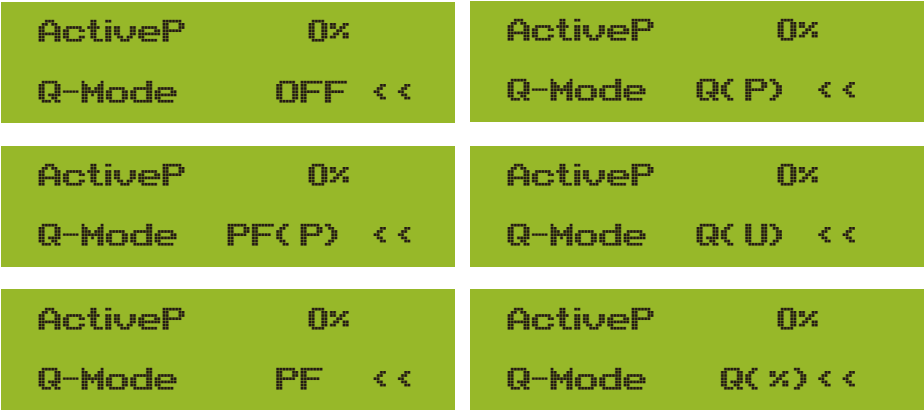 ActiveP 0%
Q-Mode OFF <<
ActiveP 0%
Q-Mode Q(P) <<
ActiveP 0%
Q-Mode PF(P) <<
ActiveP 0%
Q-Mode Q(U) <<
ActiveP 0%
Q-Mode PF <<
ActiveP 0%
Q-Mode Q(%) <<